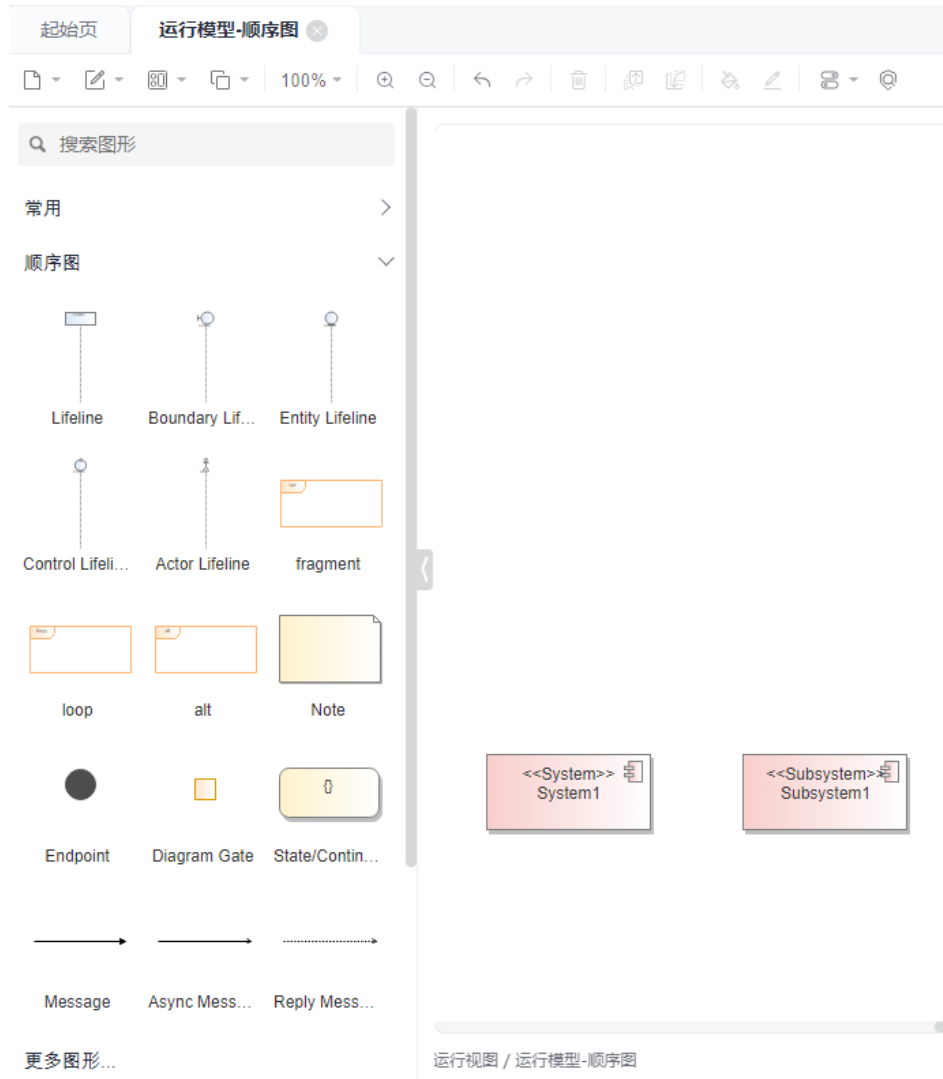 起始页 运行模型-顺序图
100%
搜索图形
常用
顺序图
Lifeline Boundary Lif... Entity Lifeline
Control Lifeli... Actor Lifeline fragment
loop alt Note
{}
Endpoint Diagram Gate State/Contin...
Message Async Mess... Reply Mess...
更多图形...
<<System>>
System1
<<Subsystem>>
Subsystem1
运行视图 / 运行模型-顺序图